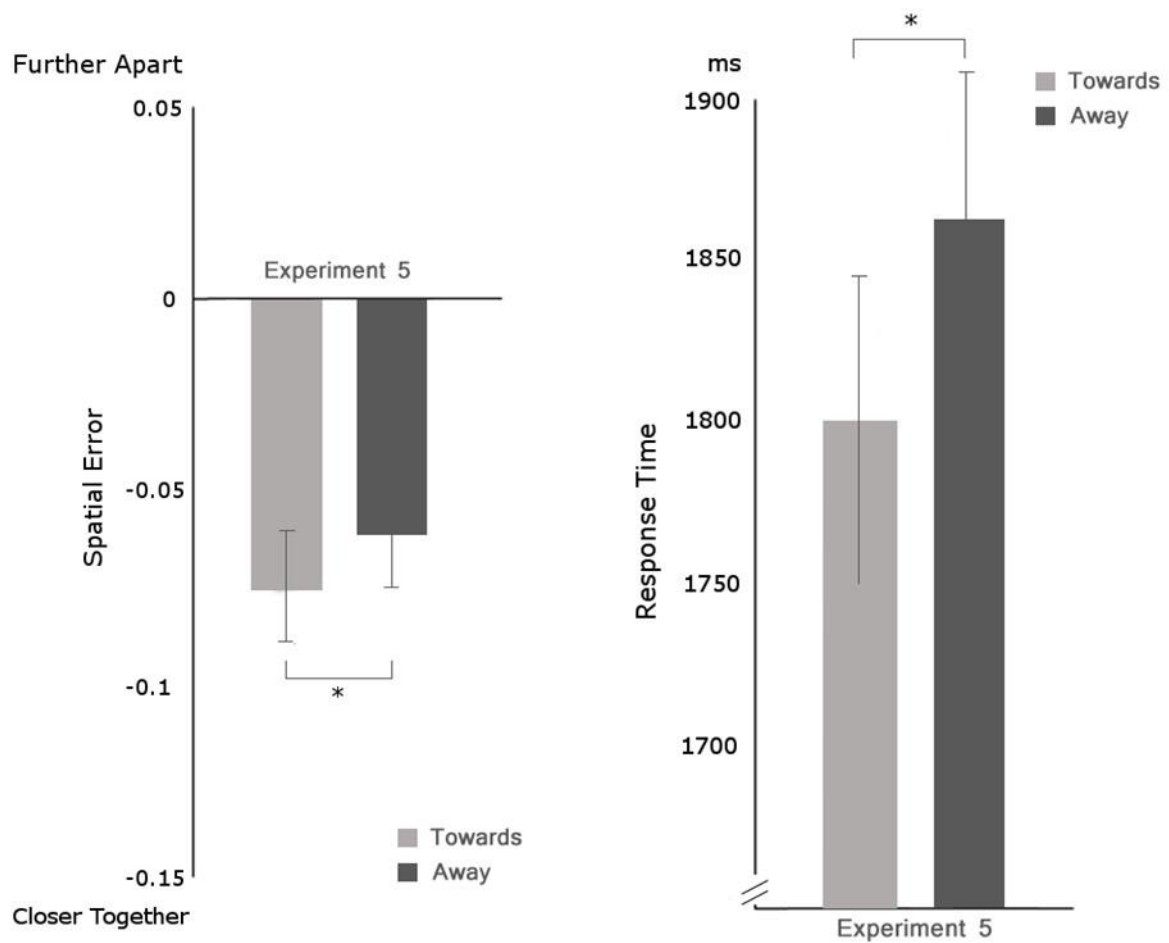 Further Apart
0.05
Experiment 5
0
Spatial Error
-0.05
-0.1
*
-0.15
Closer Together
Towards
Away
*
ms
1900
Towards
Away
1850
1800
Response Time
1750
1700
Experiment 5